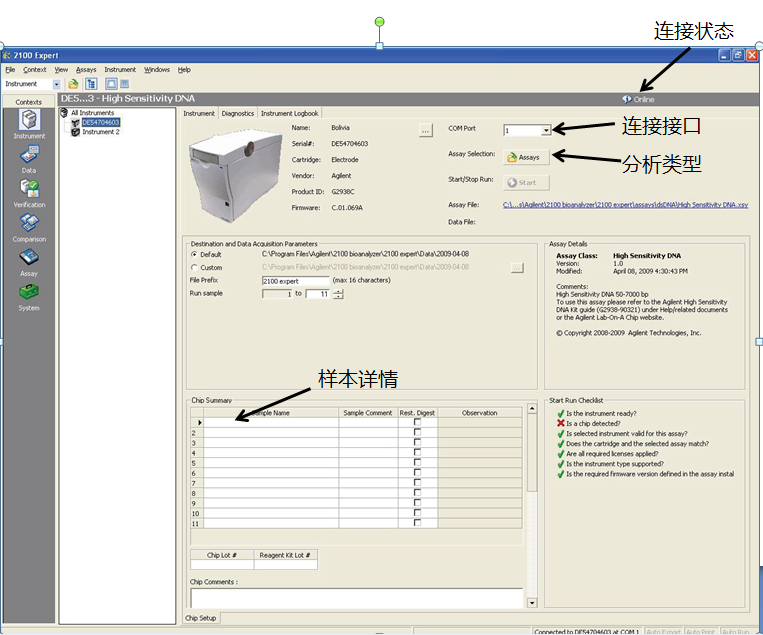 连接状态
2100 Expert
File Context View Assays Instrument Windows Help
Instrument
Contexts
DE5...3 - High Sensitivity DNA
Online
All Instruments
DE54704603
Instrument 2
Instrument
Data
Verification
Comparison
Assay
System
Instrument Diagnostics Instrument Logbook
Name: Bolivia ...
Serial#: DE54704603
Cartridge: Electrode
Vendor: Agilent
Product ID: G2938C
Firmware: C.01.069A
COM Port 1
连接接口
Assay Selection: Assays
分析类型
Start/Stop Run: Start
Assay File: C:\...s\Agilent\2100 bioanalyzer\2100 expert\assays\dsDNA\High Sensitivity DNA.xsy
Data File:
Destination and Data Acquisition Parameters
Default C:\Program Files\Agilent\2100 bioanalyzer\2100 expert\Data\2009-04-08
Custom C:\Program Files\Agilent\2100 bioanalyzer\2100 expert\Data\2009-04-08 ...
File Prefix 2100 expert (max 16 characters)
Run sample 1 to 11
Assay Details
Assay Class: High Sensitivity DNA
Version: 1.0
Modified: April 08, 2009 4:30:43 PM
Comments:
High Sensitivity DNA 50-7000 bp
To use this assay please refer to the Agilent High Sensitivity
DNA Kit guide (G2938-90321) under Help/related documents
or the Agilent Lab-On-A Chip website.
© Copyright 2008-2009 Agilent Technologies, Inc.
样本详情
Chip Summary
Sample Name Sample Comment Rest. Digest Observation
2
3
4
5
6
7
8
9
10
11
Chip Lot # Reagent Kit Lot #
Chip Comments :
Chip Setup
Start Run Checklist
Is the instrument ready?
Is a chip detected?
Is selected instrument valid for this assay?
Does the cartridge and the selected assay match?
Are all required licenses applied?
Is the instrument type supported?
Is the required firmware version defined in the assay instal
Connected to DE54704603 at COM 1 Auto Export Auto Print Auto Run